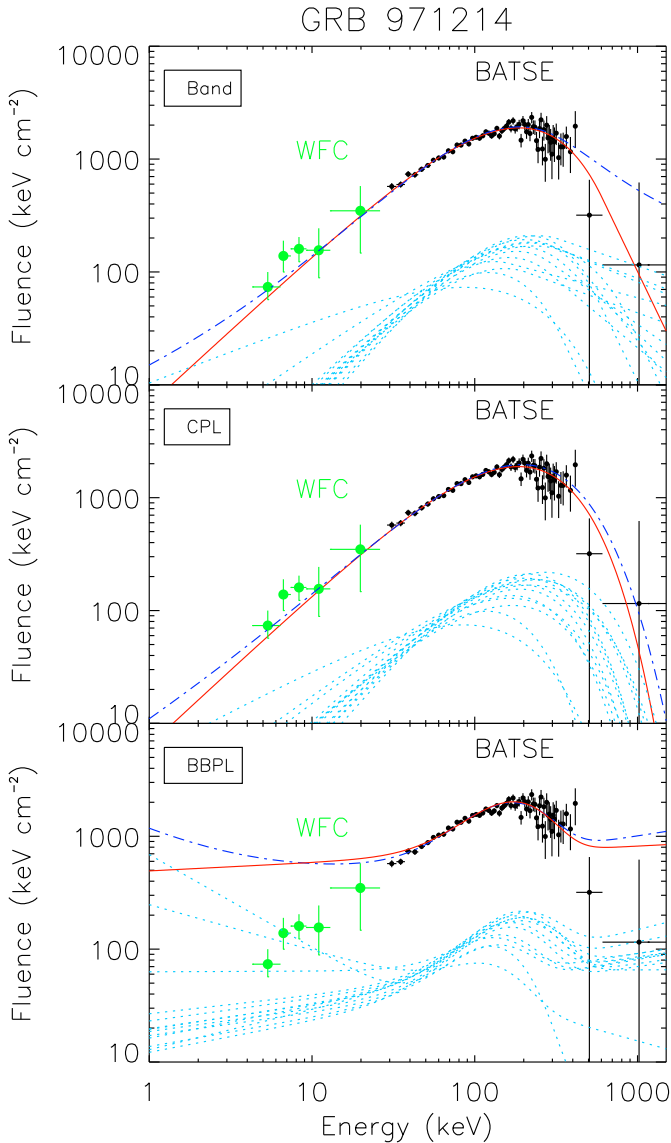 GRB 971214
10000
1000
100
10
Fluence (keV cm⁻²)
Band
BATSE
WFC
10000
1000
100
10
Fluence (keV cm⁻²)
CPL
BATSE
WFC
10000
1000
100
10
Fluence (keV cm⁻²)
BBPL
BATSE
WFC
1 10 100 1000
Energy (keV)